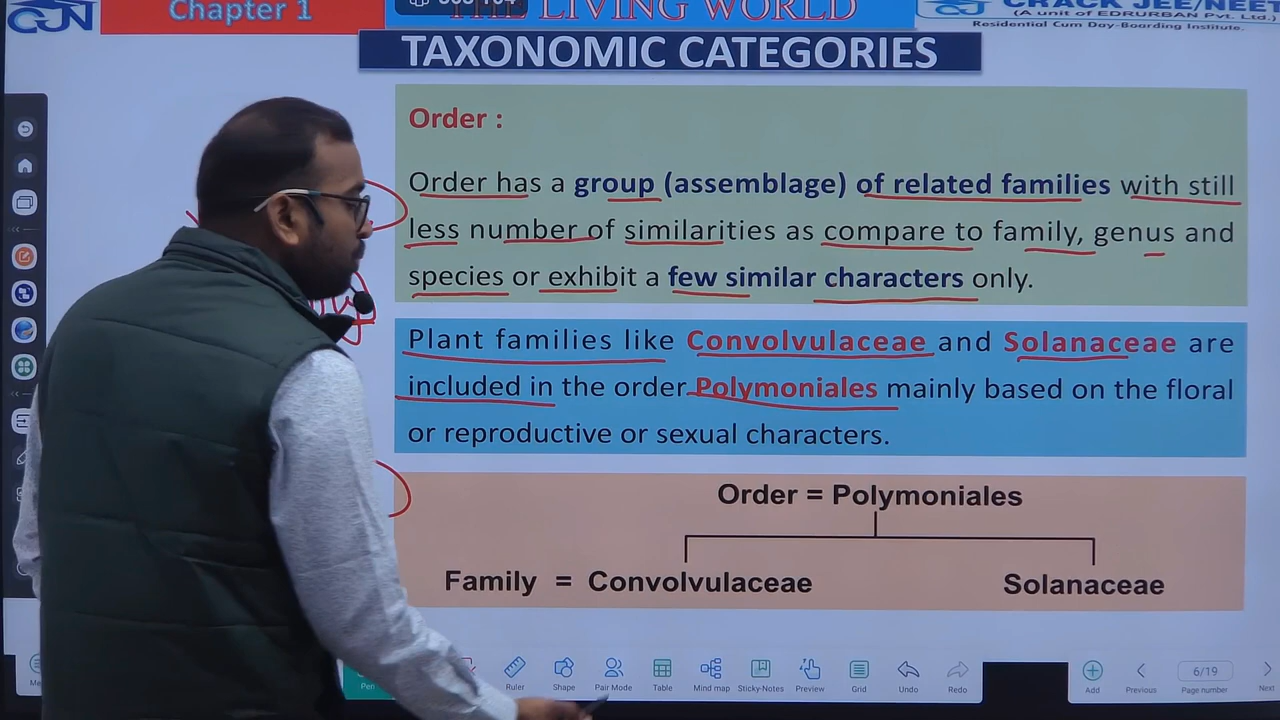 Chapter 1
THE LIVING WORLD
CRACK JEE/NEET
(A unit of EDRURBAN Pvt. Ltd.)
Residential Cum Day-Boarding Institute.
TAXONOMIC CATEGORIES
Order :
Order has a group (assemblage) of related families with still
less number of similarities as compare to family, genus and
species or exhibit a few similar characters only.
Plant families like Convolvulaceae and Solanaceae are
included in the order Polymoniales mainly based on the floral
or reproductive or sexual characters.
Order = Polymoniales
Family = Convolvulaceae Solanaceae
Pen Ruler Shape Pair Mode Table Mind map Sticky-Notes Preview Grid Undo Redo Add Previous 6/19 Page number Next